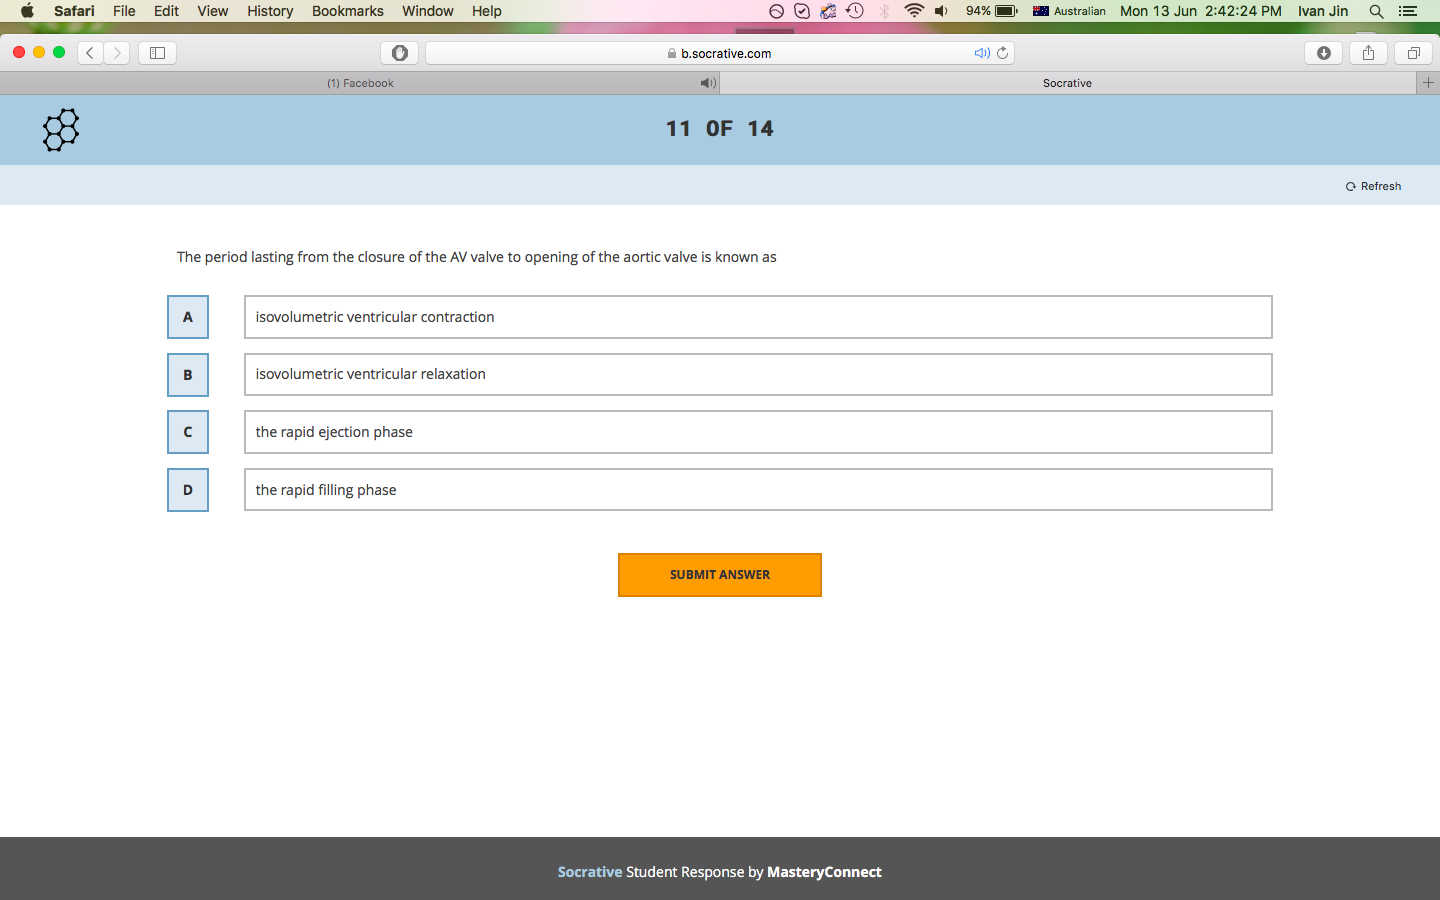 Safari File Edit View History Bookmarks Window Help 94% Australian Mon 13 Jun 2:42:24 PM Ivan Jin
b.socrative.com
(1) Facebook Socrative
11 OF 14
Refresh
The period lasting from the closure of the AV valve to opening of the aortic valve is known as
A isovolumetric ventricular contraction
B isovolumetric ventricular relaxation
C the rapid ejection phase
D the rapid filling phase
SUBMIT ANSWER
Socrative Student Response by MasteryConnect